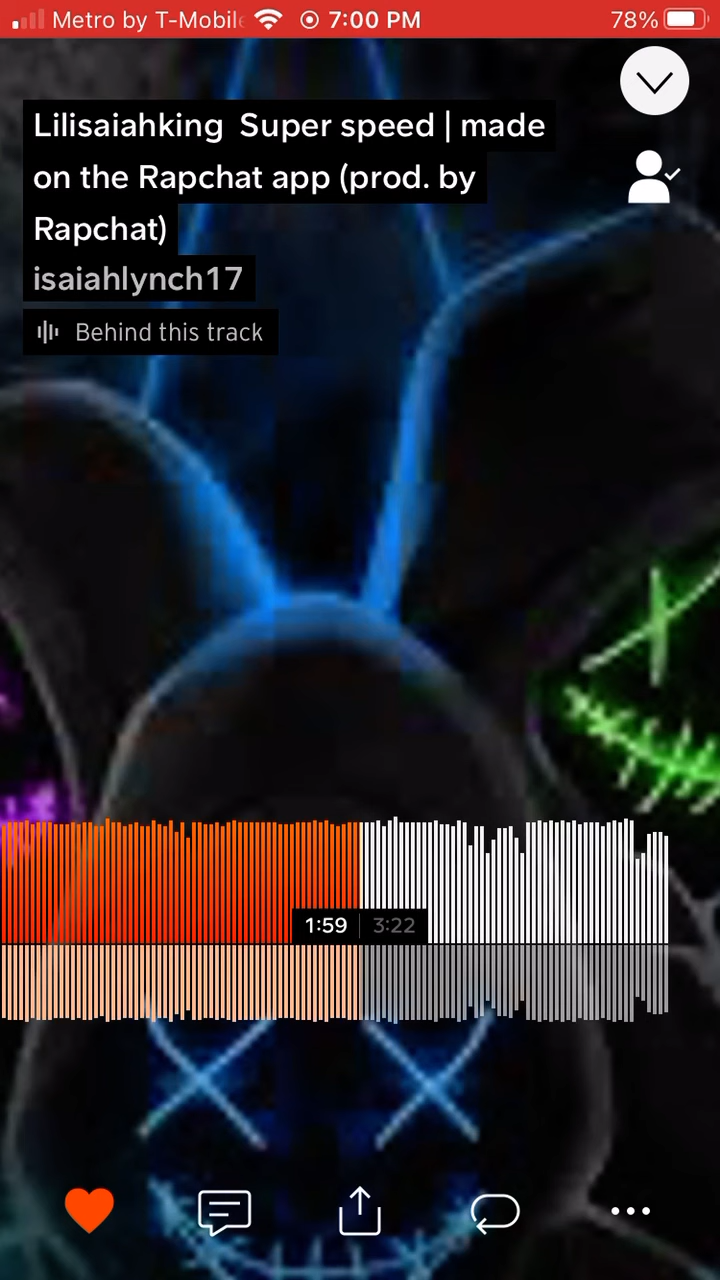 Metro by T-Mobil
7:00 PM
78%
Lilisaiahking  Super speed | made
on the Rapchat app (prod. by
Rapchat)
isaiahlynch17
Behind this track
1:59 | 3:22